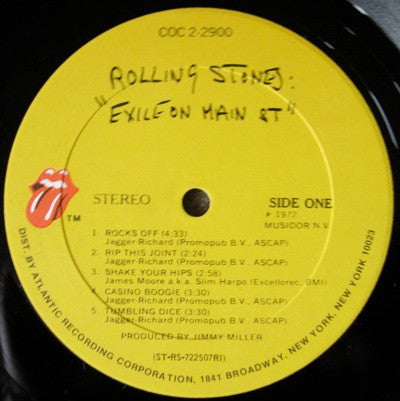 COC 2-2900
ROLLING STONES:
"EXILE ON MAIN ST"
STEREO
SIDE ONE
℗ 1972
MUSIDOR N.V.
TM
1. ROCKS OFF (4:33)
Jagger-Richard (Promopub B.V., ASCAP)
2. RIP THIS JOINT (2:24)
Jagger-Richard (Promopub B.V., ASCAP)
3. SHAKE YOUR HIPS (2:58)
James Moore a.k.a. Slim Harpo (Excellorec, BMI)
4. CASINO BOOGIE (3:30)
Jagger-Richard (Promopub B.V., ASCAP)
5. TUMBLING DICE (3:30)
Jagger-Richard (Promopub B.V., ASCAP)
PRODUCED BY JIMMY MILLER
(ST-RS-722507RI)
DIST. BY ATLANTIC RECORDING CORPORATION, 1841 BROADWAY, NEW YORK, NEW YORK 10023